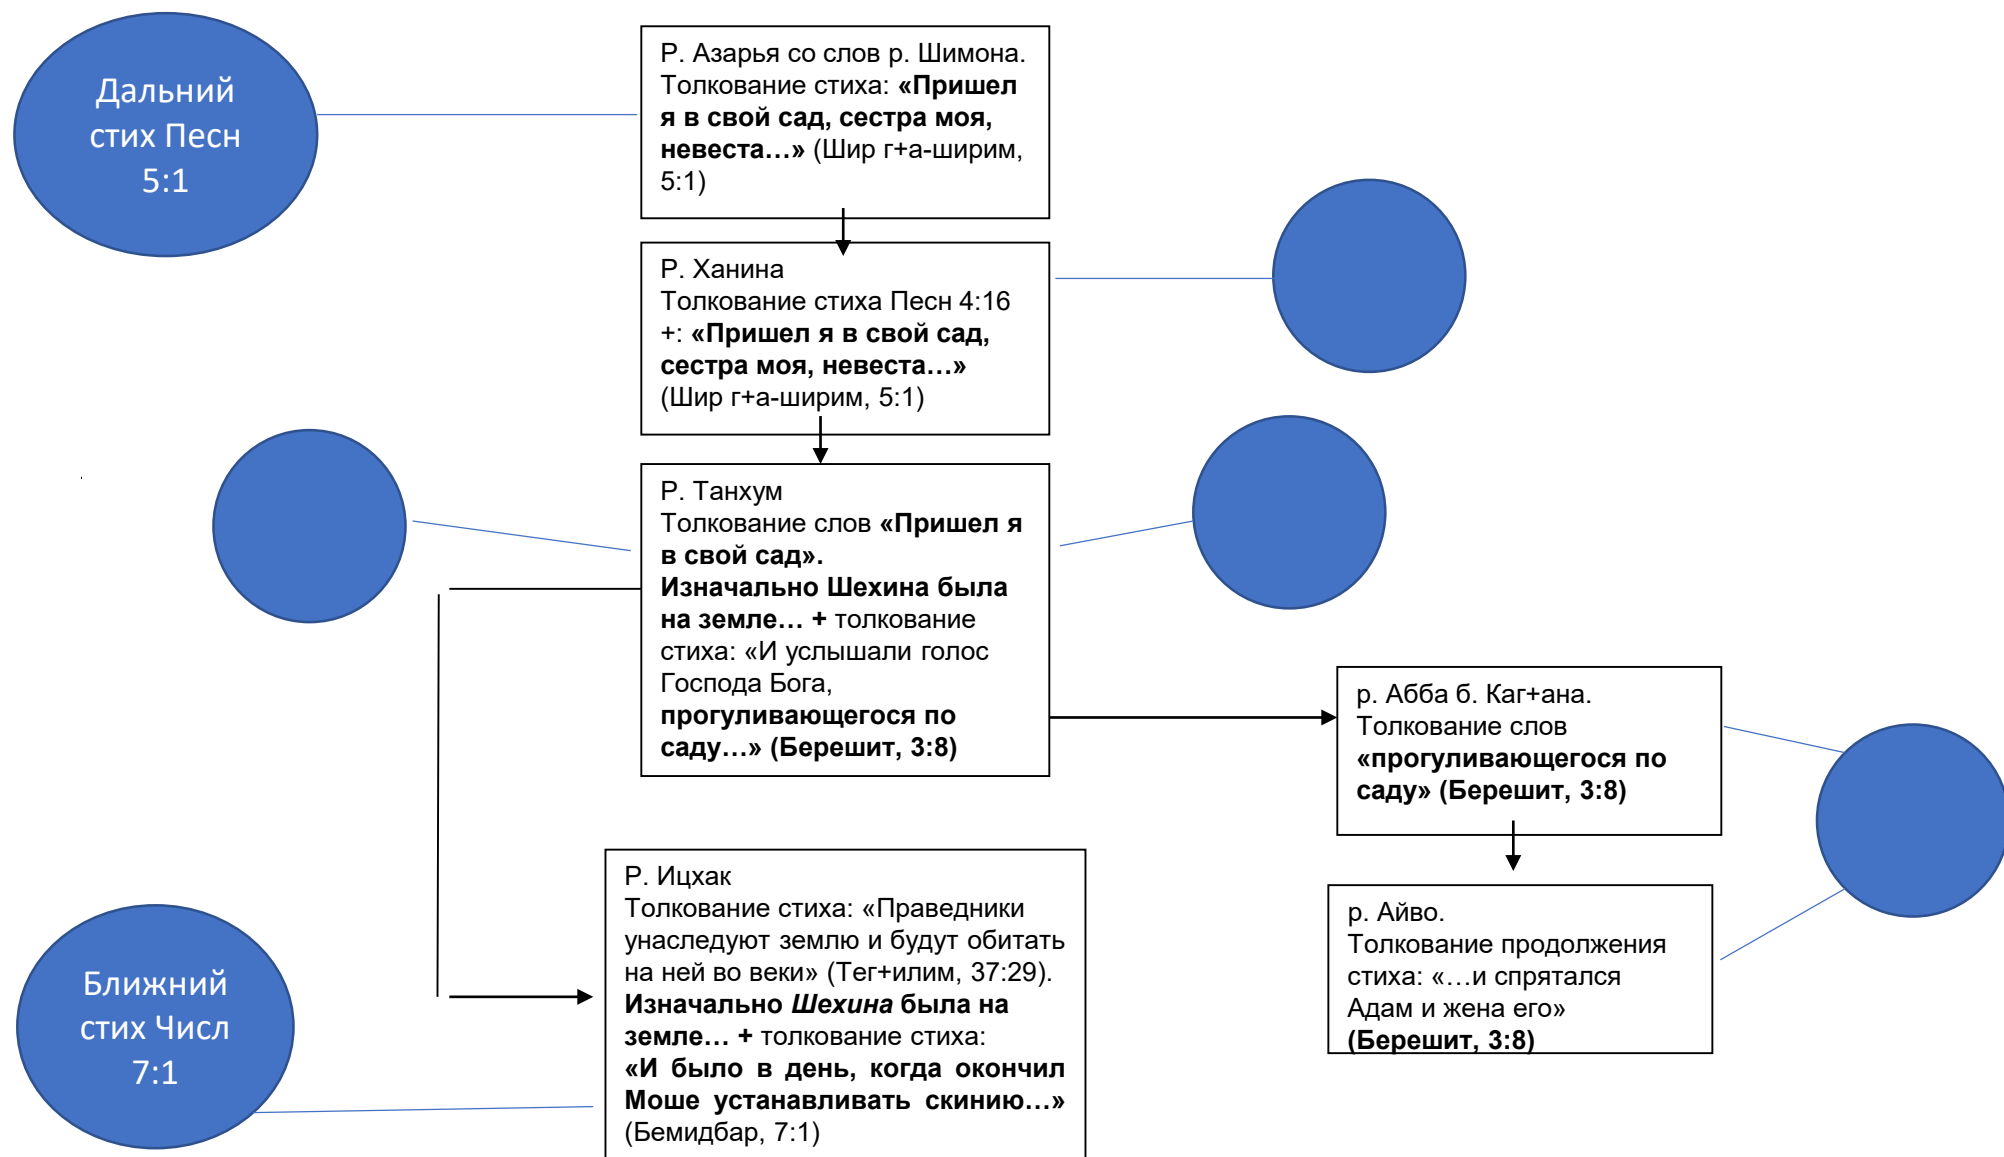 Дальний
стих Песн
5:1
Р. Азарья со слов р. Шимона.
Толкование стиха: «Пришел
я в свой сад, сестра моя,
невеста…» (Шир г+а-ширим,
5:1)
Р. Ханина
Толкование стиха Песн 4:16
+: «Пришел я в свой сад,
сестра моя, невеста…»
(Шир г+а-ширим, 5:1)
Р. Танхум
Толкование слов «Пришел я
в свой сад».
Изначально Шехина была
на земле… + толкование
стиха: «И услышали голос
Господа Бога,
прогуливающегося по
саду…» (Берешит, 3:8)
р. Абба б. Каг+ана.
Толкование слов
«прогуливающегося по
саду» (Берешит, 3:8)
р. Айво.
Толкование продолжения
стиха: «…и спрятался
Адам и жена его»
(Берешит, 3:8)
Р. Ицхак
Толкование стиха: «Праведники
унаследуют землю и будут обитать
на ней во веки» (Тег+илим, 37:29).
Изначально Шехина была на
земле… + толкование стиха:
«И было в день, когда окончил
Моше устанавливать скинию…»
(Бемидбар, 7:1)
Ближний
стих Числ
7:1